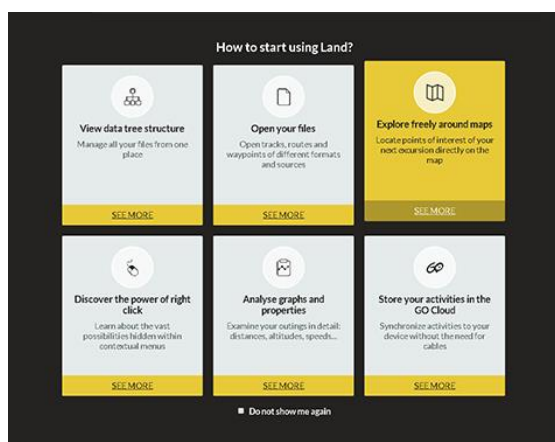 How to start using Land?
View data tree structure
Manage all your files from one
place
SEE MORE
Open your files
Open tracks, routes and
waypoints of different formats
and sources
SEE MORE
Explore freely around maps
Locate points of interest of your
next excursion directly on the
map
SEE MORE
Discover the power of right
click
Learn about the vast
possibilities hidden within
contextual menus
SEE MORE
Analyse graphs and
properties
Examine your outings in detail:
distances, altitudes, speeds...
SEE MORE
GO
Store your activities in the
GO Cloud
Synchronize activities to your
device without the need for
cables
SEE MORE
Do not show me again